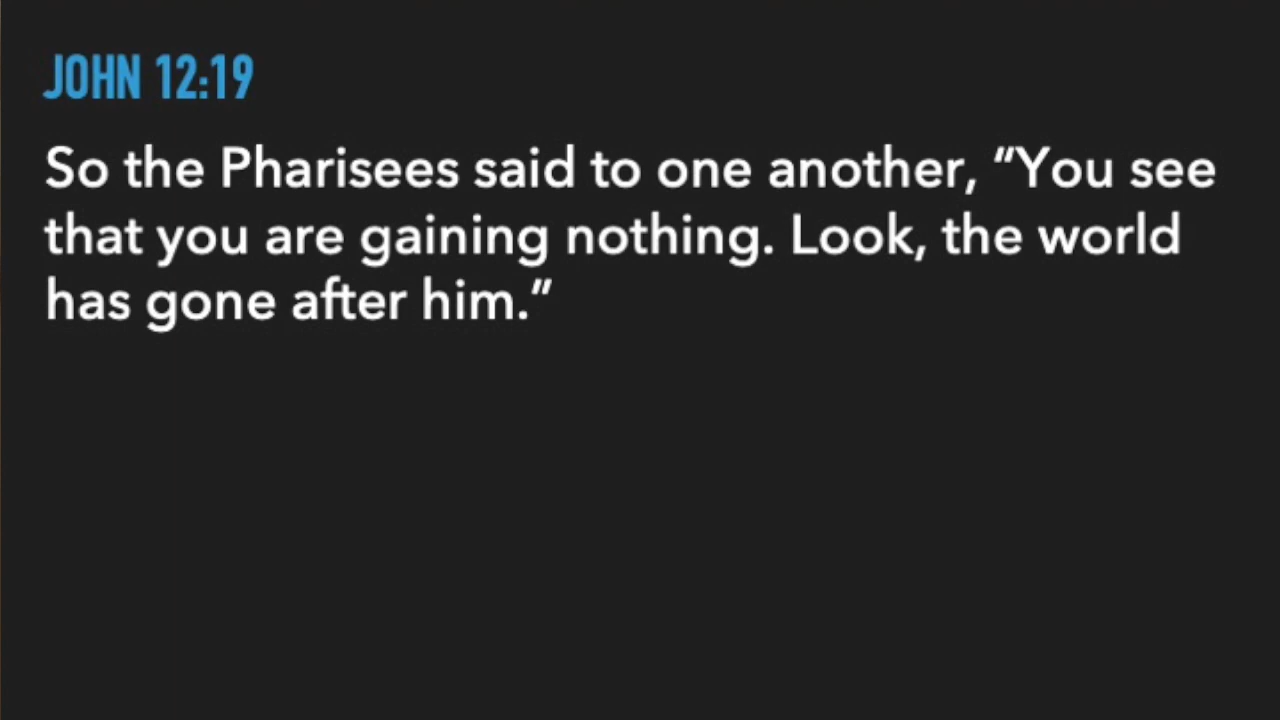 JOHN 12:19
So the Pharisees said to one another, “You see
that you are gaining nothing. Look, the world
has gone after him.”